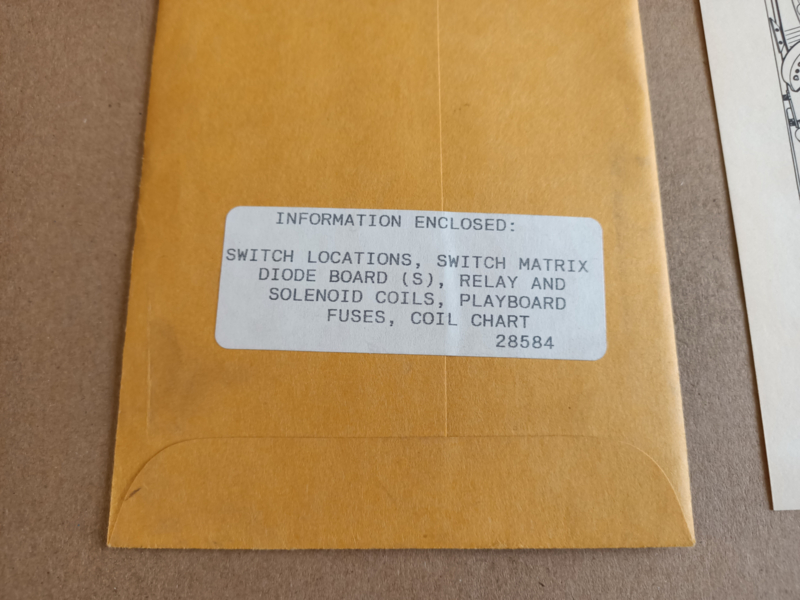 INFORMATION ENCLOSED:
SWITCH LOCATIONS, SWITCH MATRIX
DIODE BOARD (S), RELAY AND
SOLENOID COILS, PLAYBOARD
FUSES, COIL CHART
28584